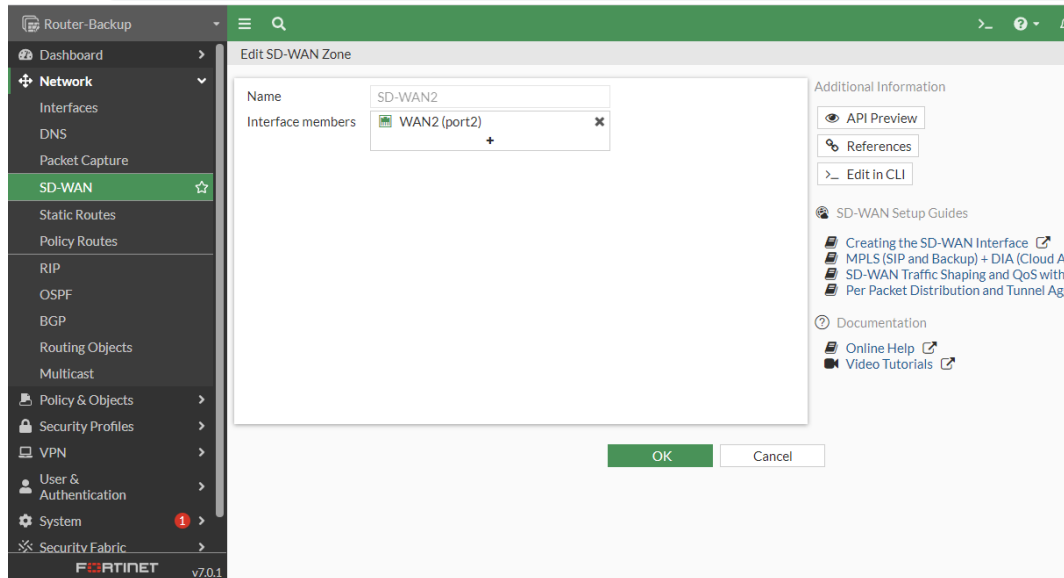 Router-Backup
Dashboard
Network
Interfaces
DNS
Packet Capture
SD-WAN
Static Routes
Policy Routes
RIP
OSPF
BGP
Routing Objects
Multicast
Policy & Objects
Security Profiles
VPN
User &
Authentication
System 1
Security Fabric
FORTINET v7.0.1
Edit SD-WAN Zone
Name SD-WAN2
Interface members WAN2 (port2)
OK Cancel
Additional Information
API Preview
References
>_ Edit in CLI
SD-WAN Setup Guides
Creating the SD-WAN Interface
MPLS (SIP and Backup) + DIA (Cloud A
SD-WAN Traffic Shaping and QoS with
Per Packet Distribution and Tunnel Ag
Documentation
Online Help
Video Tutorials